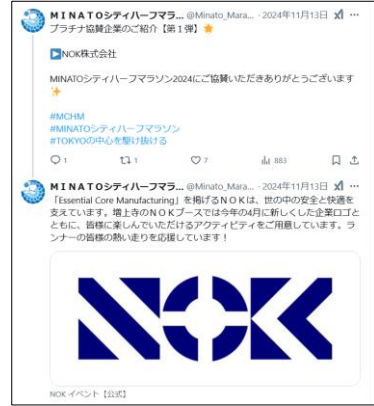 MINATOシティハーフマラ... @Minato_Mara... · 2024年11月13日
プラチナ協賛企業のご紹介【第１弾】
▶NOK株式会社
MINATOシティハーフマラソン2024にご協賛いただきありがとうございます
#MCHM
#MINATOシティハーフマラソン
#TOKYOの中心を駆け抜ける
1 1 7 883
MINATOシティハーフマラ... @Minato_Mara... · 2024年11月13日
「Essential Core Manufacturing」を掲げるＮＯＫは、世の中の安全と快適を
支えています。増上寺のNOKブースでは今年の4月に新しくした企業ロゴと
ともに、皆様に楽しんでいただけるアクティビティをご用意しています。ラ
ンナーの皆様の熱い走りを応援しています！
NOK
NOK イベント【公式】